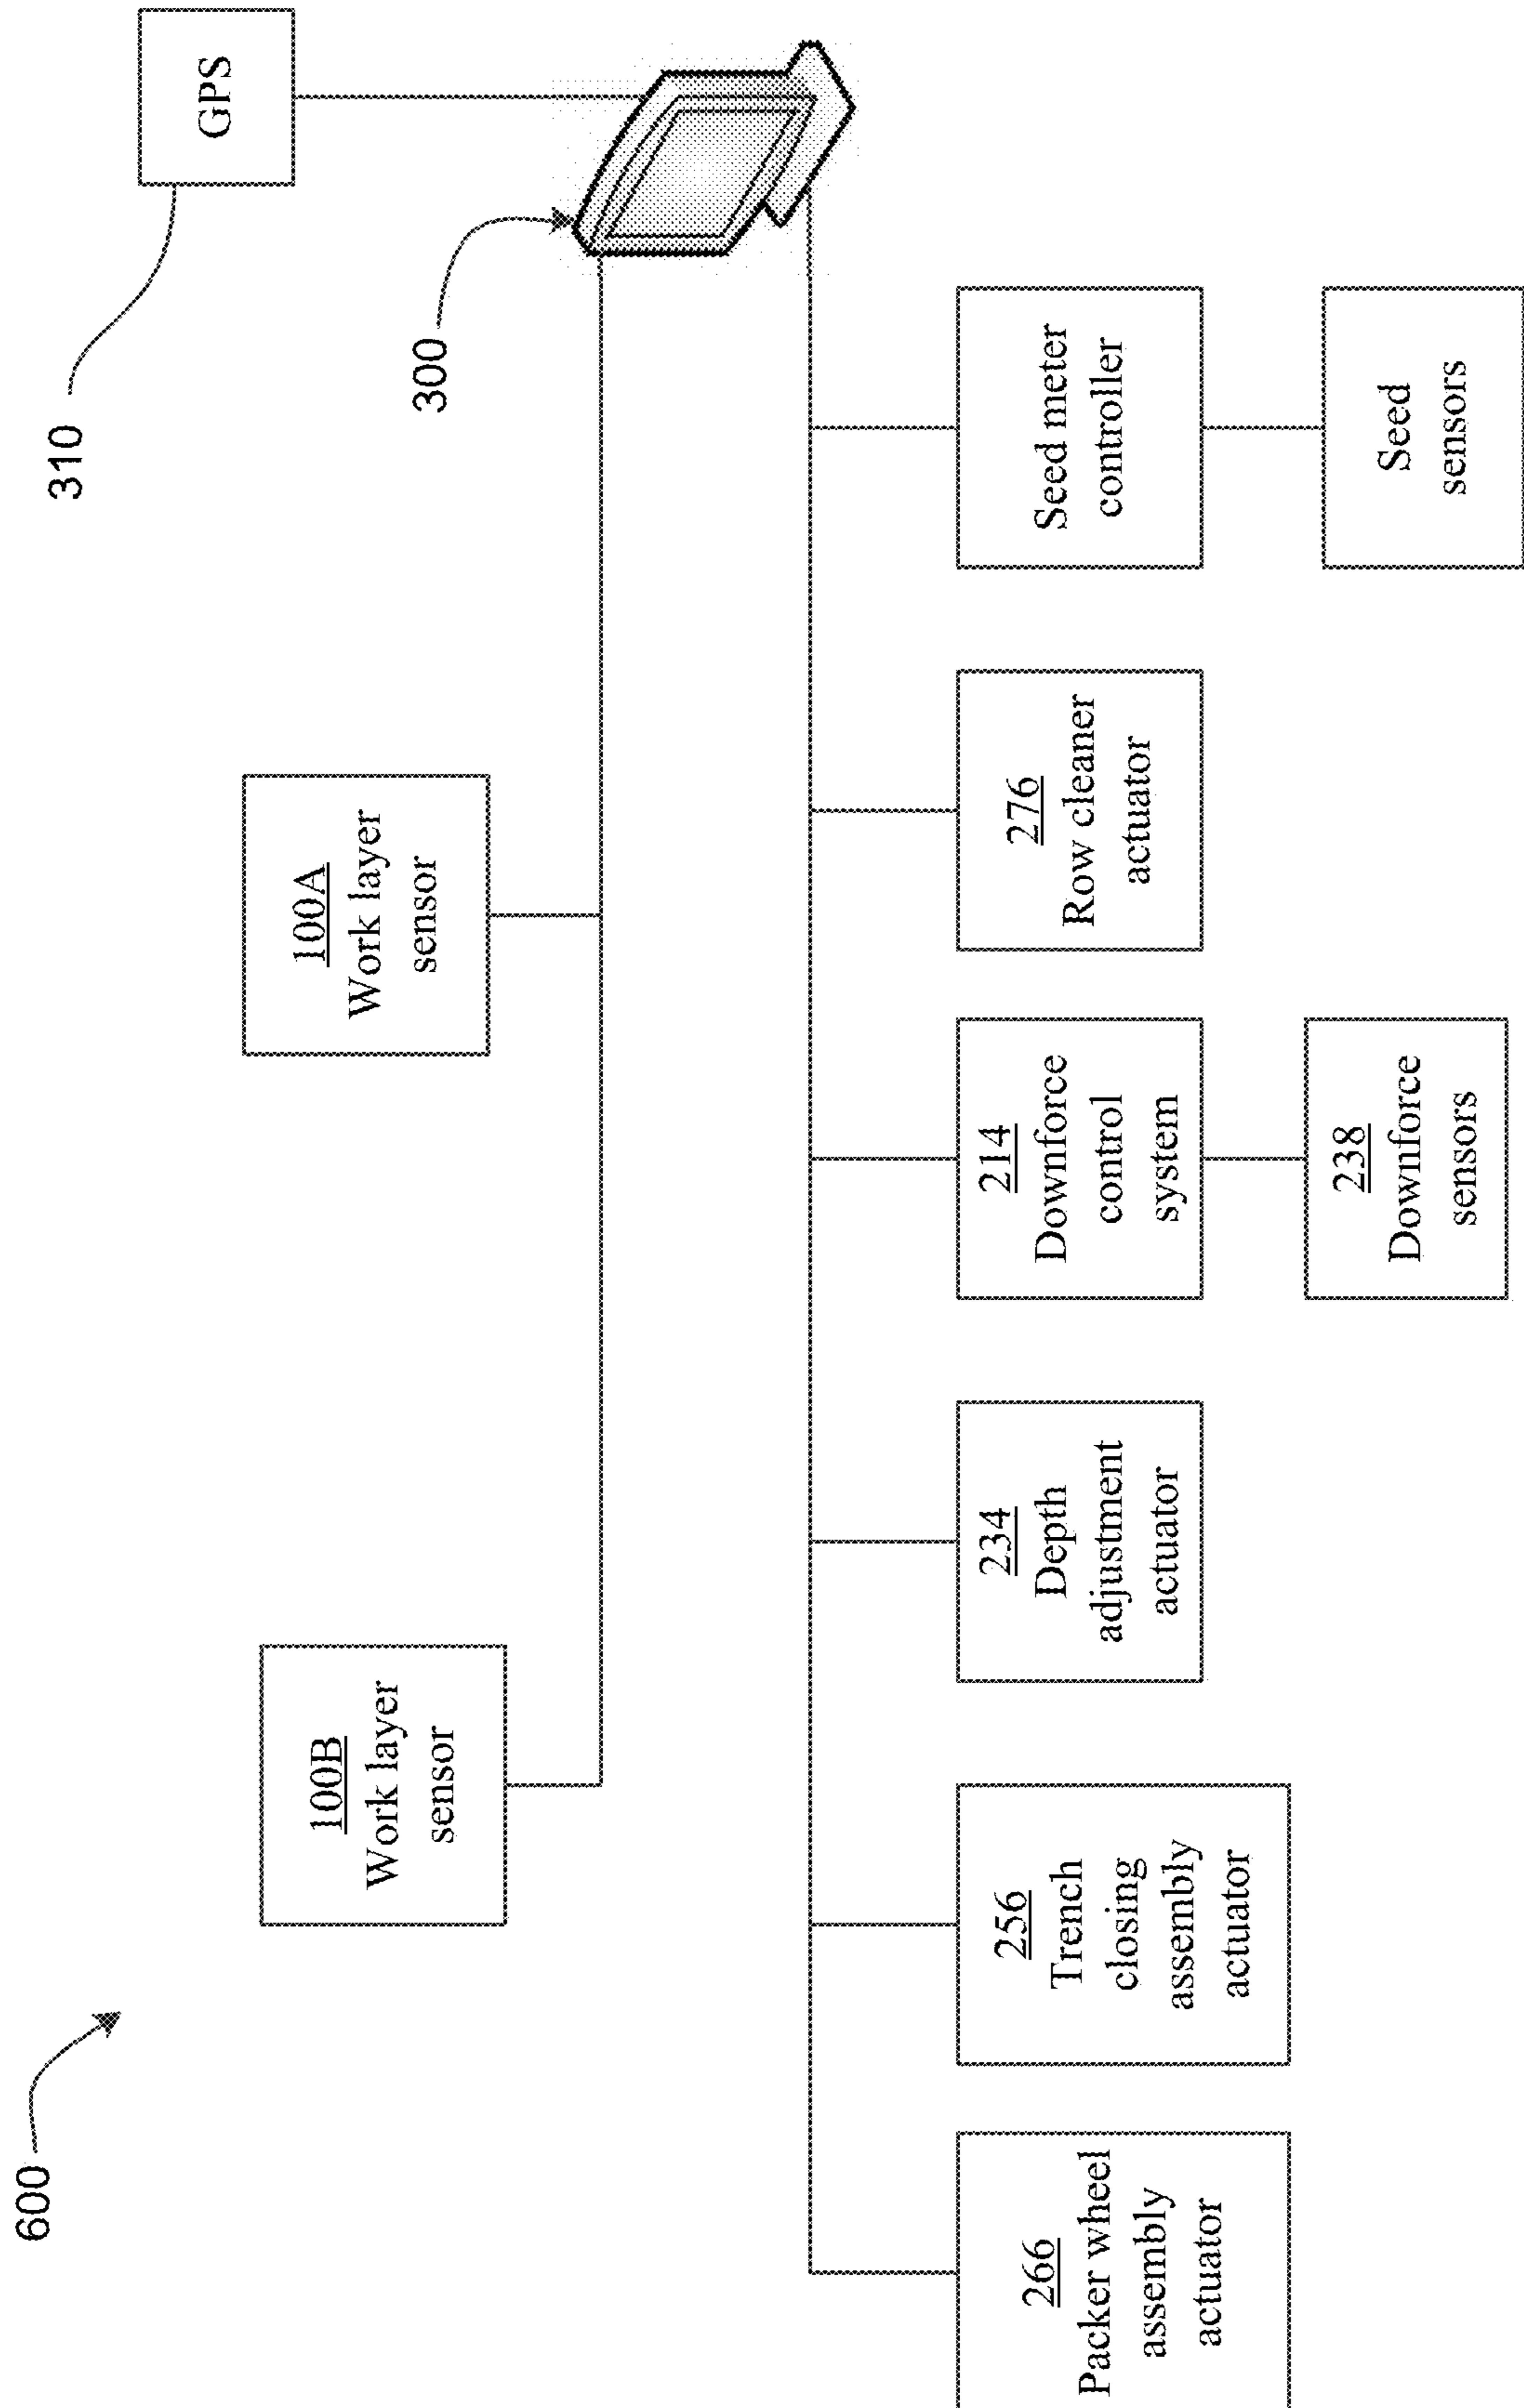 600
310
GPS
300
100B
Work layer
sensor
100A
Work layer
sensor
266
Packer wheel
assembly
actuator
256
Trench
closing
assembly
actuator
234
Depth
adjustment
actuator
214
Downforce
control
system
276
Row cleaner
actuator
Seed meter
controller
238
Downforce
sensors
Seed
sensors